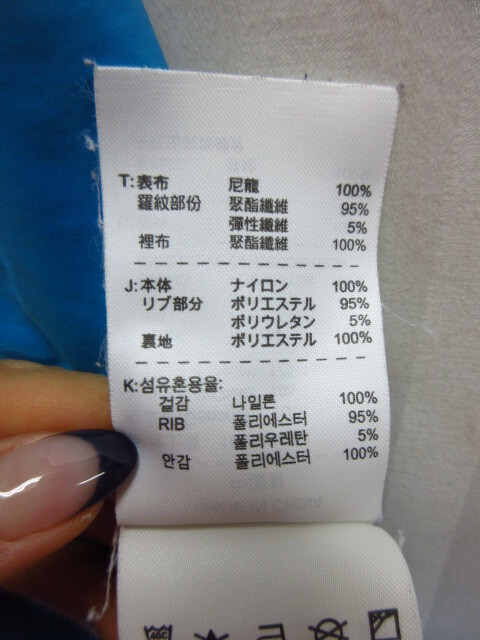 T:表布 尼龍 100%
羅紋部份 聚酯纖維 95%
彈性纖維 5%
裡布 聚酯纖維 100%
J:本体 ナイロン 100%
リブ部分 ポリエステル 95%
ポリウレタン 5%
裏地 ポリエステル 100%
K:섬유혼용율:
겉감 나일론 100%
RIB 폴리에스터 95%
폴리우레탄 5%
안감 폴리에스터 100%